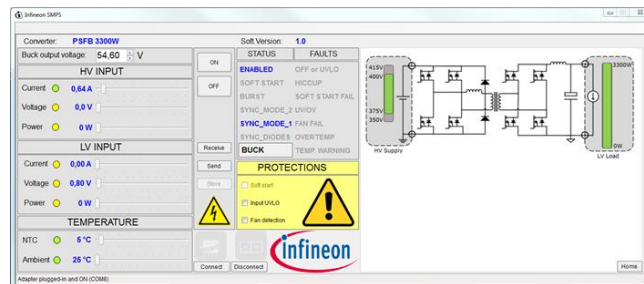 Infineon SMPS
Converter: PSFB 3300W Soft Version: 1.0
Buck output voltage: 54,60 V
ON
OFF
HV INPUT
Current 0,64 A
Voltage 0,0 V
Power 0 W
LV INPUT
Current 0,00 A
Voltage 0,80 V
Power 0 W
TEMPERATURE
NTC 5 °C
Ambient 25 °C
Receive
Send
Store
STATUS FAULTS
ENABLED OFF or UVLO
SOFT START HICCUP
BURST SOFT START FAIL
SYNC_MODE_2 UV/OV
SYNC_MODE_1 FAN FAIL
SYNC_DIODES OVERTEMP
BUCK TEMP. WARNING
PROTECTIONS
Soft start
Input UVLO
Fan detection
Connect Disconnect
infineon
415V
400V
375V
350V
HV Supply
3300W
0W
LV Load
Home
Adapter plugged-in and ON (COM8)